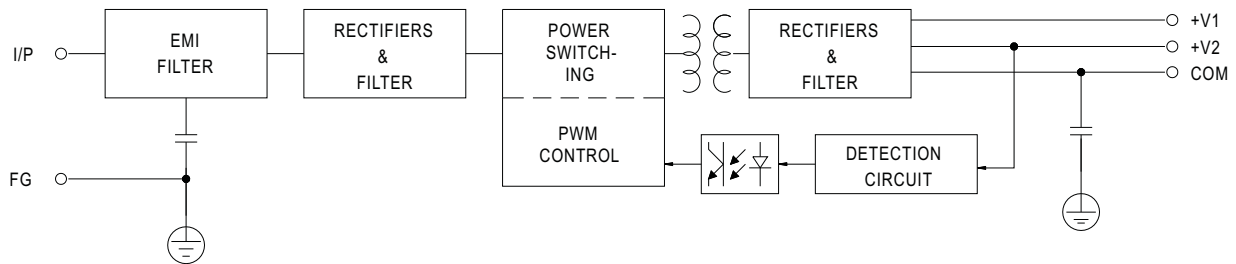 I/P
EMI
FILTER
RECTIFIERS
&
FILTER
POWER
SWITCH-
ING
PWM
CONTROL
RECTIFIERS
&
FILTER
+V1
+V2
COM
DETECTION
CIRCUIT
FG